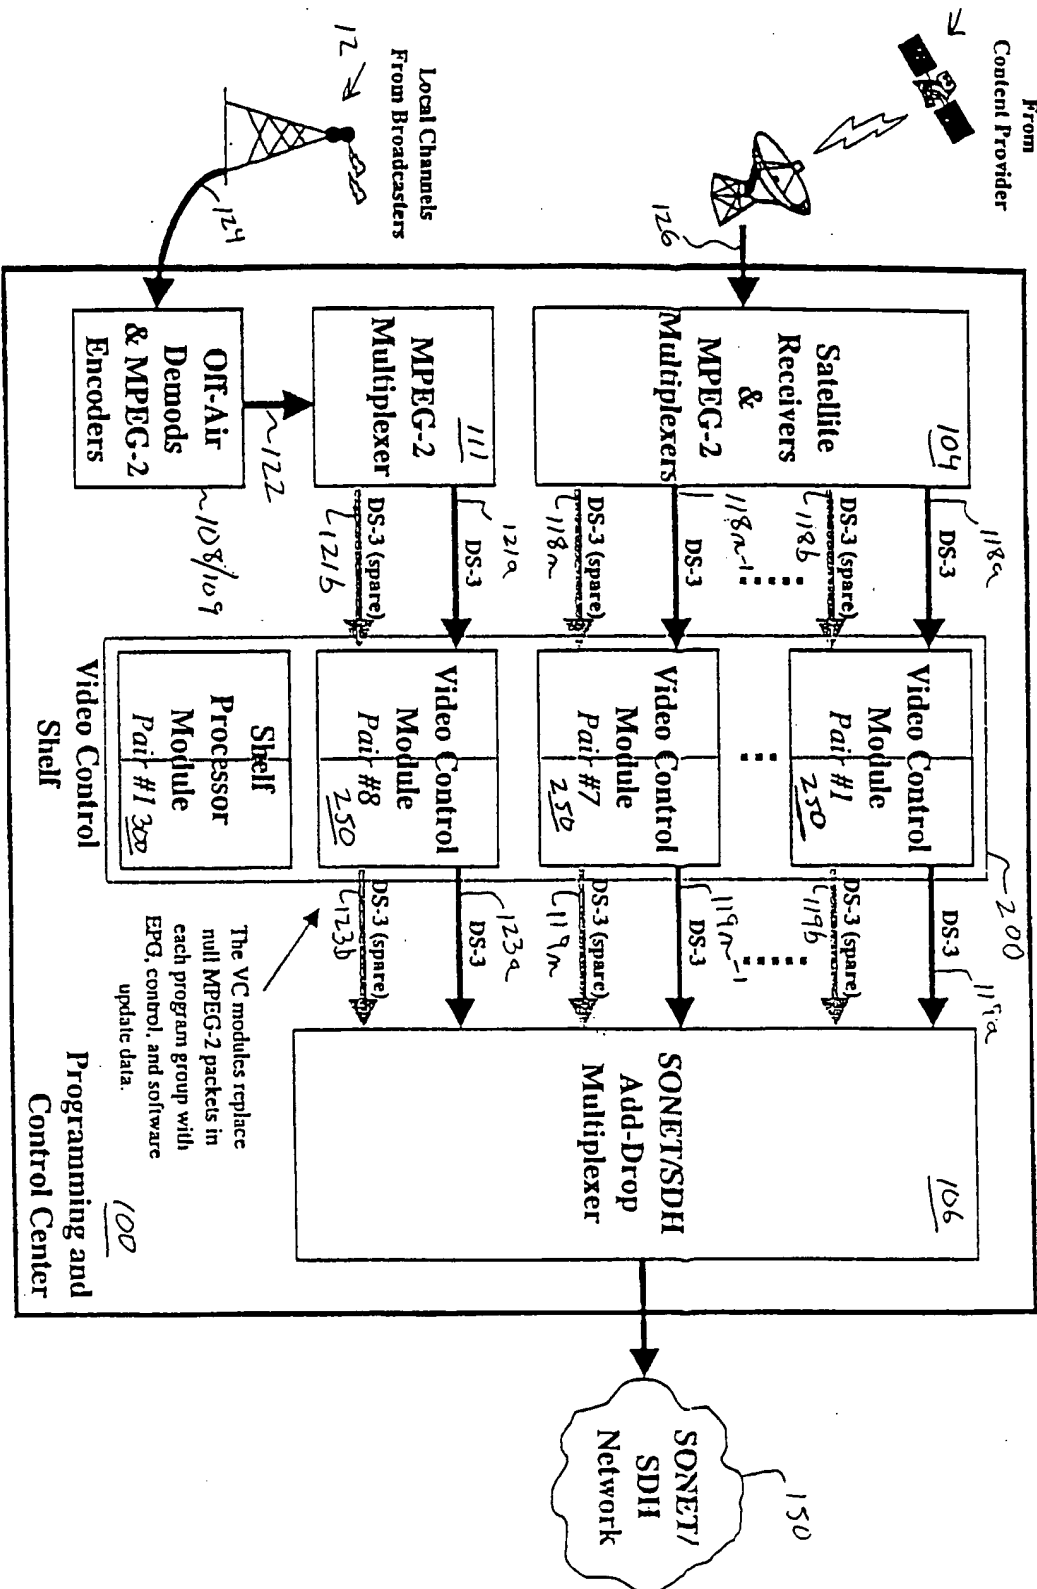 From
Content Provider
126
Local Channels
From Broadcasters
12
124
Satellite
Receivers
&
MPEG-2
Multiplexers
104
MPEG-2
Multiplexer
111
Off-Air
Demods
& MPEG-2
Encoders
122
108/109
118a
DS-3
DS-3 (spare)
118b
118n-1
DS-3
DS-3 (spare)
118n
121a
DS-3
DS-3 (spare)
121b
Video Control
Module
Pair #1
250
Video Control
Module
Pair #7
250
Video Control
Module
Pair #8
250
Shelf
Processor
Module
Pair #1 300
Video Control
Shelf
200
119a
DS-3
DS-3 (spare)
119b
119n-1
DS-3
DS-3 (spare)
119n
123a
DS-3
DS-3 (spare)
123b
The VC modules replace
null MPEG-2 packets in
each program group with
EPG, control, and software
update data.
SONET/SDH
Add-Drop
Multiplexer
106
Programming and
Control Center
100
SONET/
SDH
Network
150